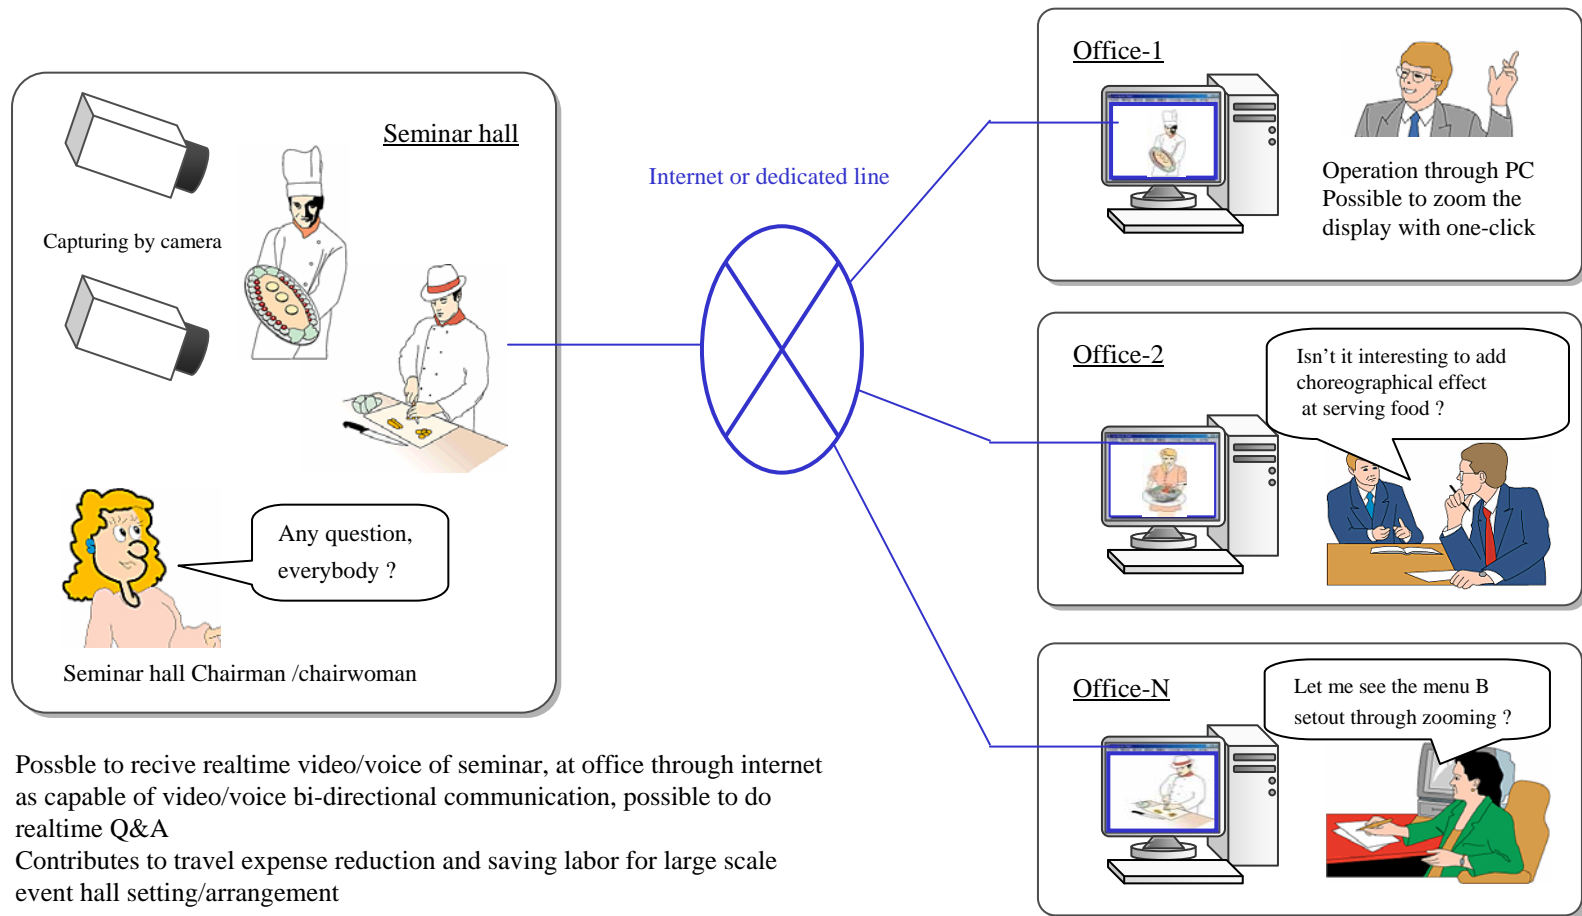 Seminar hall
Capturing by camera
Any question,
everybody ?
Seminar hall Chairman /chairwoman
Internet or dedicated line
Office-1
Operation through PC
Possible to zoom the
display with one-click
Office-2
Isn’t it interesting to add
choreographical effect
at serving food ?
Office-N
Let me see the menu B
setout through zooming ?
Possble to recive realtime video/voice of seminar, at office through internet
as capable of video/voice bi-directional communication, possible to do
realtime Q&A
Contributes to travel expense reduction and saving labor for large scale
event hall setting/arrangement